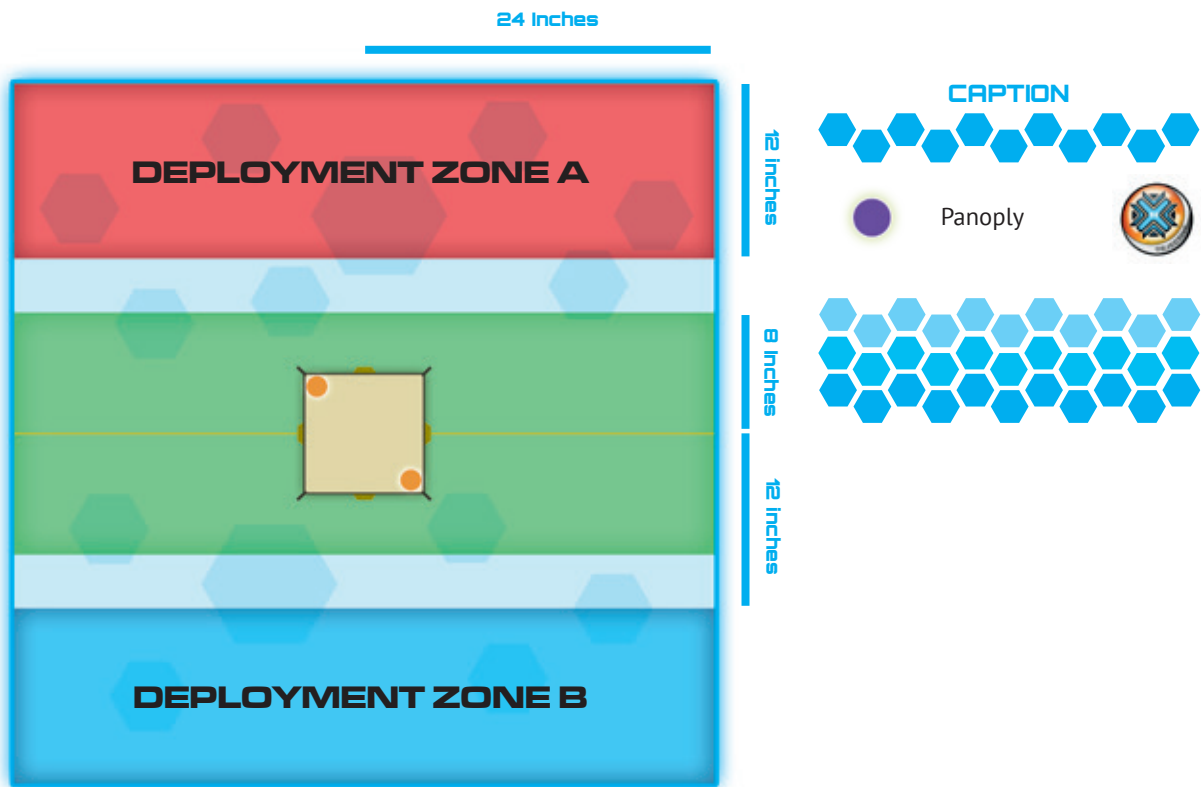 24 Inches
CAPTION
12 inches
DEPLOYMENT ZONE A
Panoply
8 Inches
12 inches
DEPLOYMENT ZONE B